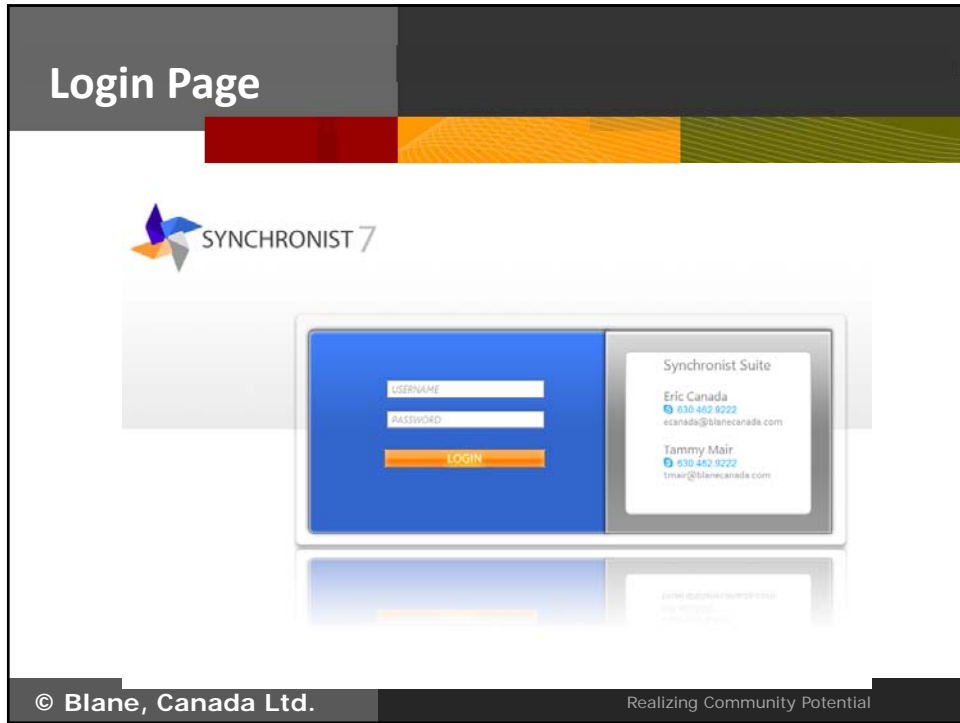 Login Page
SYNCHRONIST 7
USERNAME
PASSWORD
LOGIN
Synchronist Suite
Eric Canada
630 462 9222
ecanada@blanecanada.com
Tammy Mair
630 462 9222
tmair@blanecanada.com
© Blane, Canada Ltd.
Realizing Community Potential